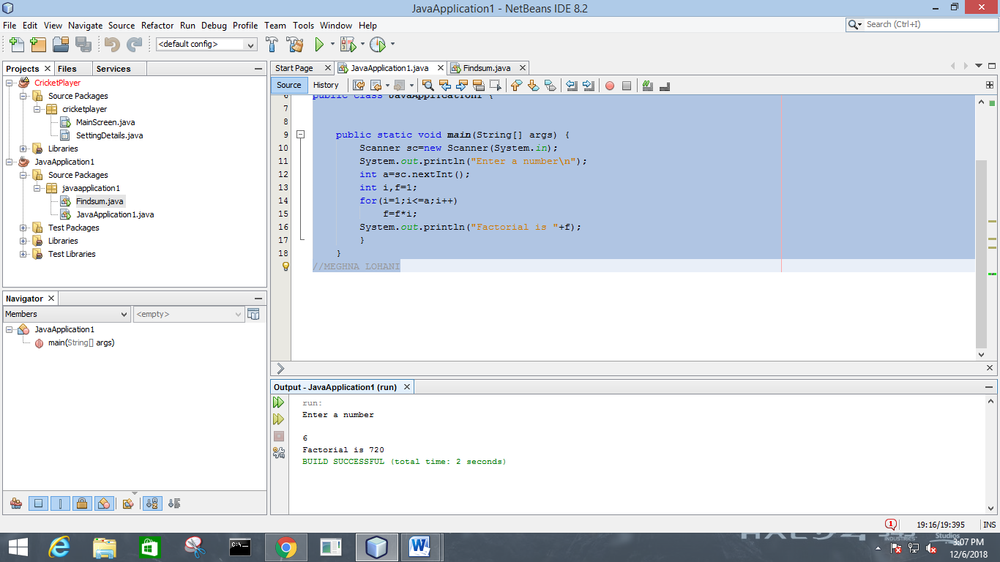 JavaApplication1 - NetBeans IDE 8.2
File Edit View Navigate Source Refactor Run Debug Profile Team Tools Window Help
Search (Ctrl+I)
<default config>
Projects Files Services
CricketPlayer
Source Packages
cricketplayer
MainScreen.java
SettingDetails.java
Libraries
JavaApplication1
Source Packages
javaapplication1
Findsum.java
JavaApplication1.java
Test Packages
Libraries
Test Libraries
Navigator
Members
<empty>
JavaApplication1
main(String[] args)
Start Page JavaApplication1.java Findsum.java
Source History
6 public class JavaApplication1 {
7
8
9 public static void main(String[] args) {
10 Scanner sc=new Scanner(System.in);
11 System.out.println("Enter a number\n");
12 int a=sc.nextInt();
13 int i,f=1;
14 for(i=1;i<=a;i++)
15 f=f*i;
16 System.out.println("Factorial is "+f);
17 }
18 }
//MEGHNA LOHANI
Output - JavaApplication1 (run)
run:
Enter a number
6
Factorial is 720
BUILD SUCCESSFUL (total time: 2 seconds)
1
19:16/19:395
INS
C:\
INDUSTRIES
Studios
3:07 PM
12/6/2018